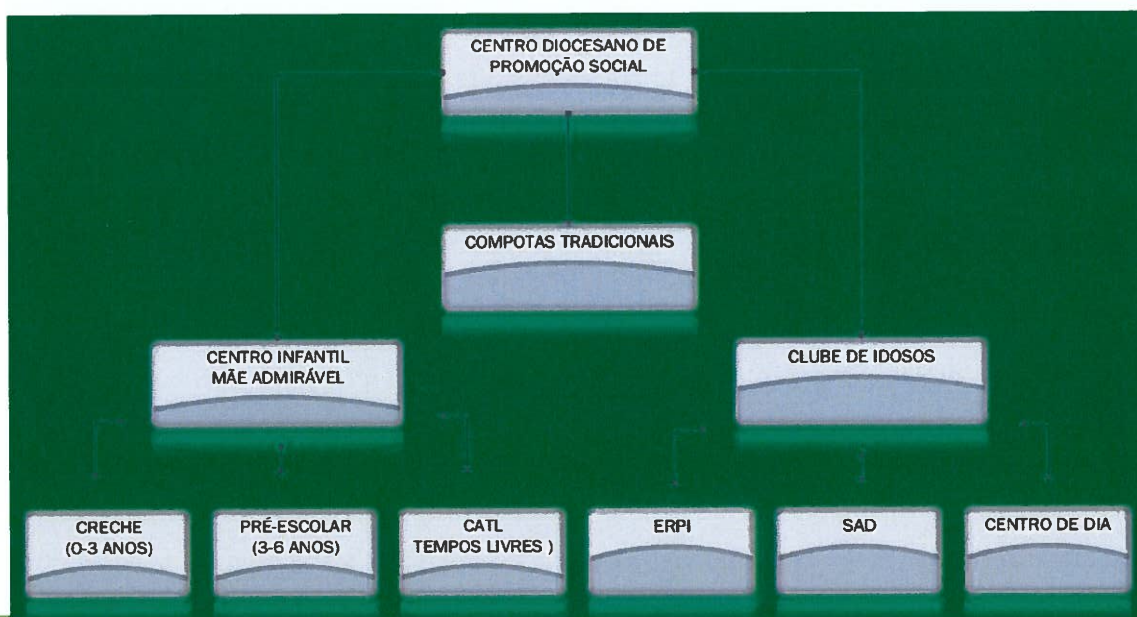 CENTRO DIOCESANO DE
PROMOÇÃO SOCIAL
COMPOTAS TRADICIONAIS
CENTRO INFANTIL
MÃE ADMIRÁVEL
CLUBE DE IDOSOS
CRECHE
(0-3 ANOS)
PRÉ-ESCOLAR
(3-6 ANOS)
CATL
TEMPOS LIVRES )
ERPI
SAD
CENTRO DE DIA